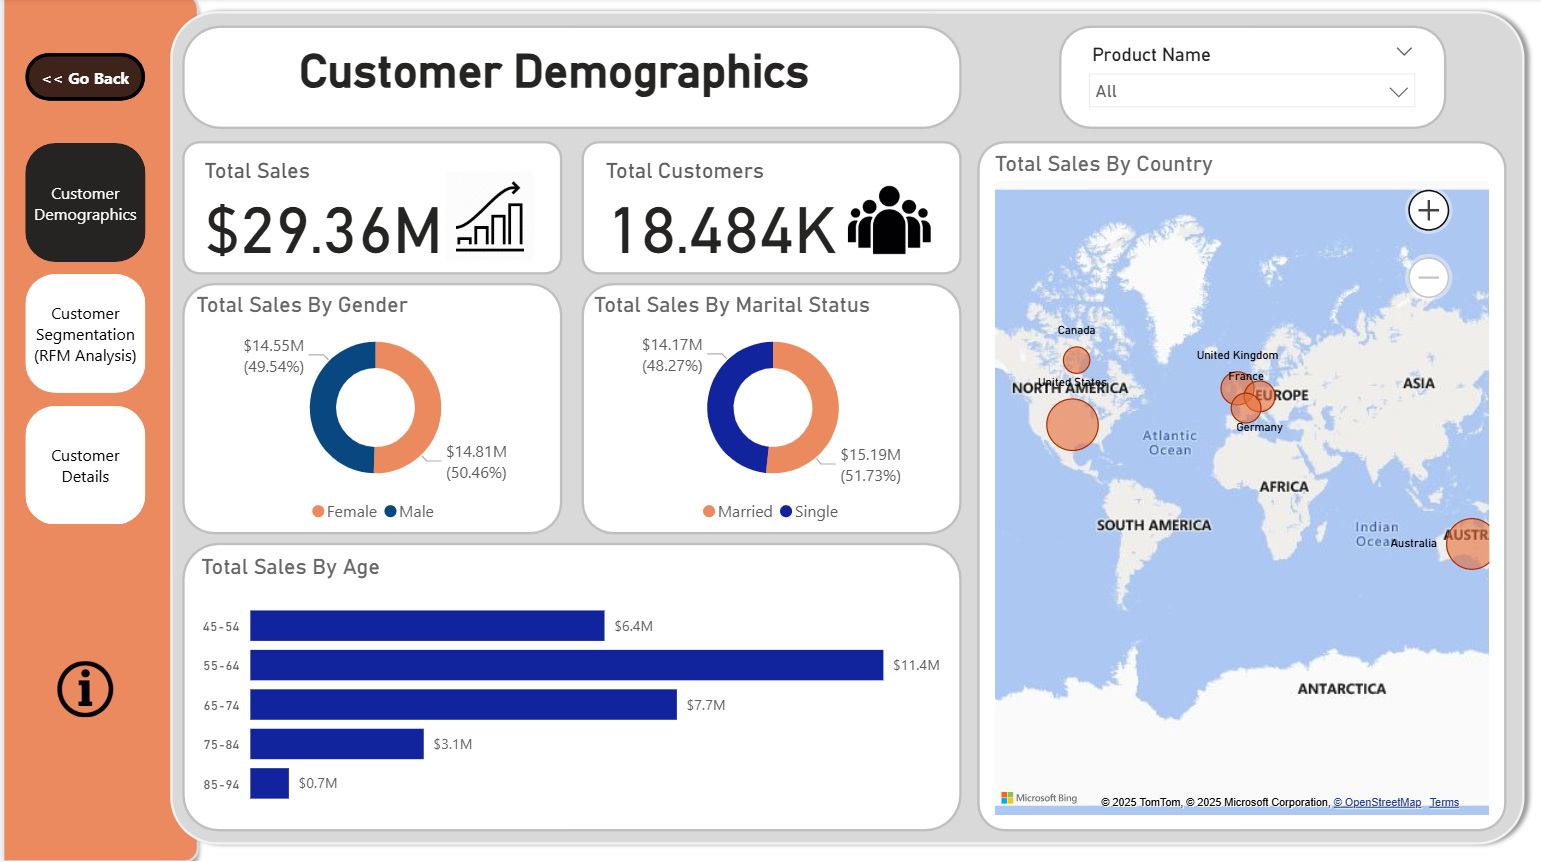 << Go Back
Customer
Demographics
Customer
Segmentation
(RFM Analysis)
Customer
Details
i
Customer Demographics
Product Name
All
Total Sales
$29.36M
Total Customers
18.484K
Total Sales By Gender
$14.55M
(49.54%)
$14.81M
(50.46%)
Female
Male
Total Sales By Marital Status
$14.17M
(48.27%)
$15.19M
(51.73%)
Married
Single
Total Sales By Age
45-54
$6.4M
55-64
$11.4M
65-74
$7.7M
75-84
$3.1M
85-94
$0.7M
Total Sales By Country
Canada
United Kingdom
France
United States
NORTH AMERICA
EUROPE
ASIA
Germany
Atlantic
Ocean
AFRICA
SOUTH AMERICA
Indian
Ocean
Australia
AUSTR
ANTARCTICA
Microsoft Bing
© 2025 TomTom, © 2025 Microsoft Corporation, © OpenStreetMap Terms